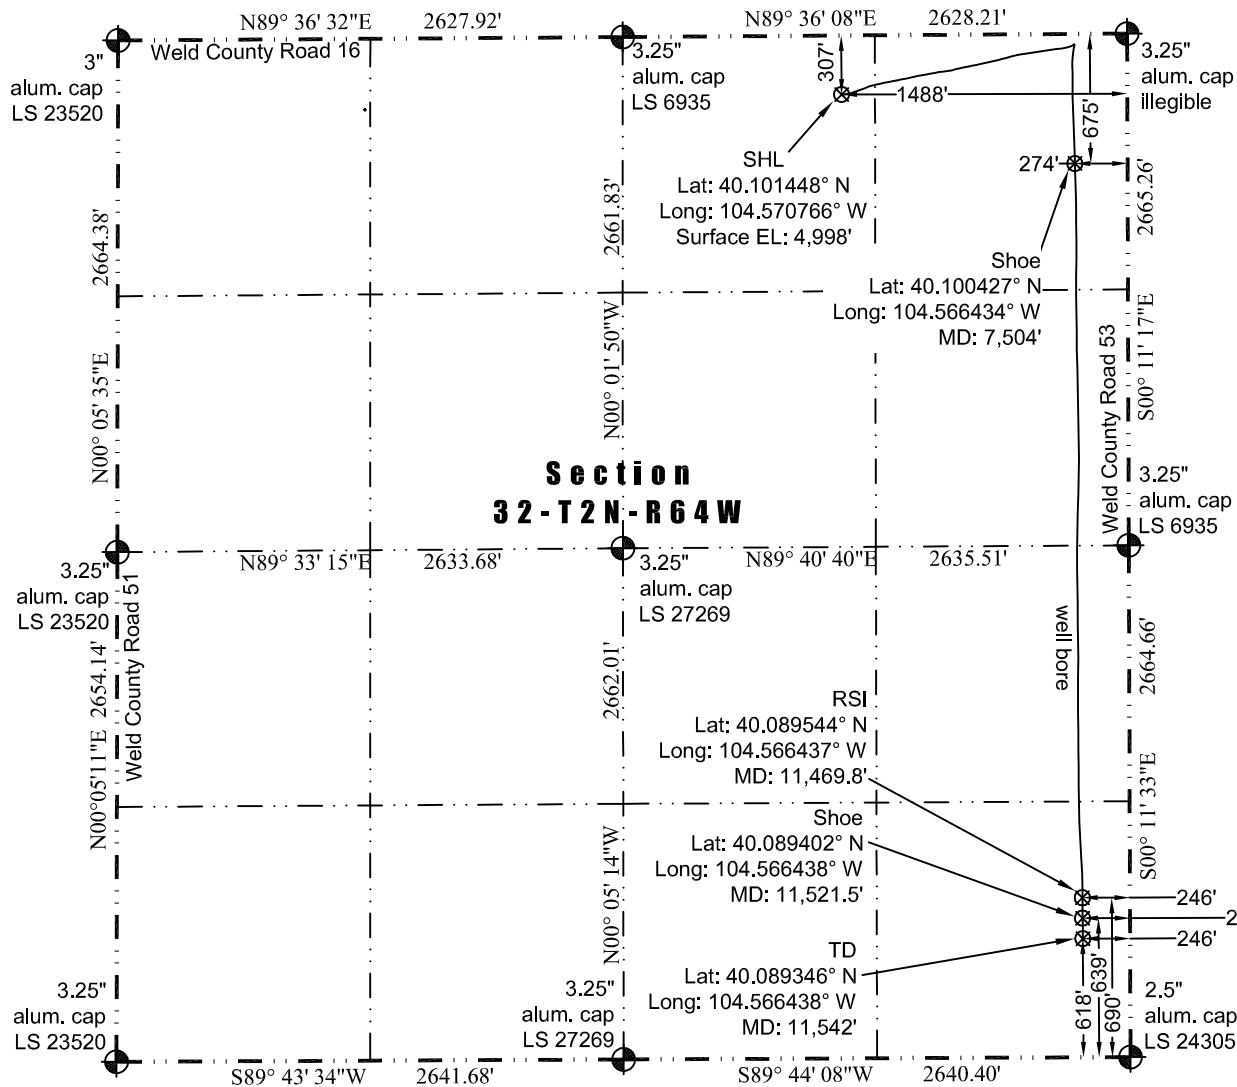 N89° 36' 32"E 2627.92'
N89° 36' 08"E 2628.21'
Weld County Road 16
3"
alum. cap
LS 23520
3.25"
alum. cap
LS 6935
307'
1488'
675'
3.25"
alum. cap
illegible
SHL
Lat: 40.101448° N
Long: 104.570766° W
Surface EL: 4,998'
274'
2664.38'
2661.83'
2665.26'
Shoe
Lat: 40.100427° N
Long: 104.566434° W
MD: 7,504'
N00° 05' 35"E
N00° 01' 50"W
S00° 11' 17"E
Weld County Road 53
Section
32-T2N-R64W
3.25"
alum. cap
LS 6935
N89° 33' 15"E 2633.68'
N89° 40' 40"E 2635.51'
3.25"
alum. cap
LS 23520
3.25"
alum. cap
LS 27269
Weld County Road 51
N00°05'11"E 2654.14'
2662.01'
well bore
2664.66'
RSI
Lat: 40.089544° N
Long: 104.566437° W
MD: 11,469.8'
Shoe
Lat: 40.089402° N
Long: 104.566438° W
MD: 11,521.5'
N00° 05' 14"W
S00° 11' 33"E
246'
2
246'
TD
Lat: 40.089346° N
Long: 104.566438° W
MD: 11,542'
618'
639'
690'
3.25"
alum. cap
LS 23520
3.25"
alum. cap
LS 27269
2.5"
alum. cap
LS 24305
S89° 43' 34"W 2641.68'
S89° 44' 08"W 2640.40'